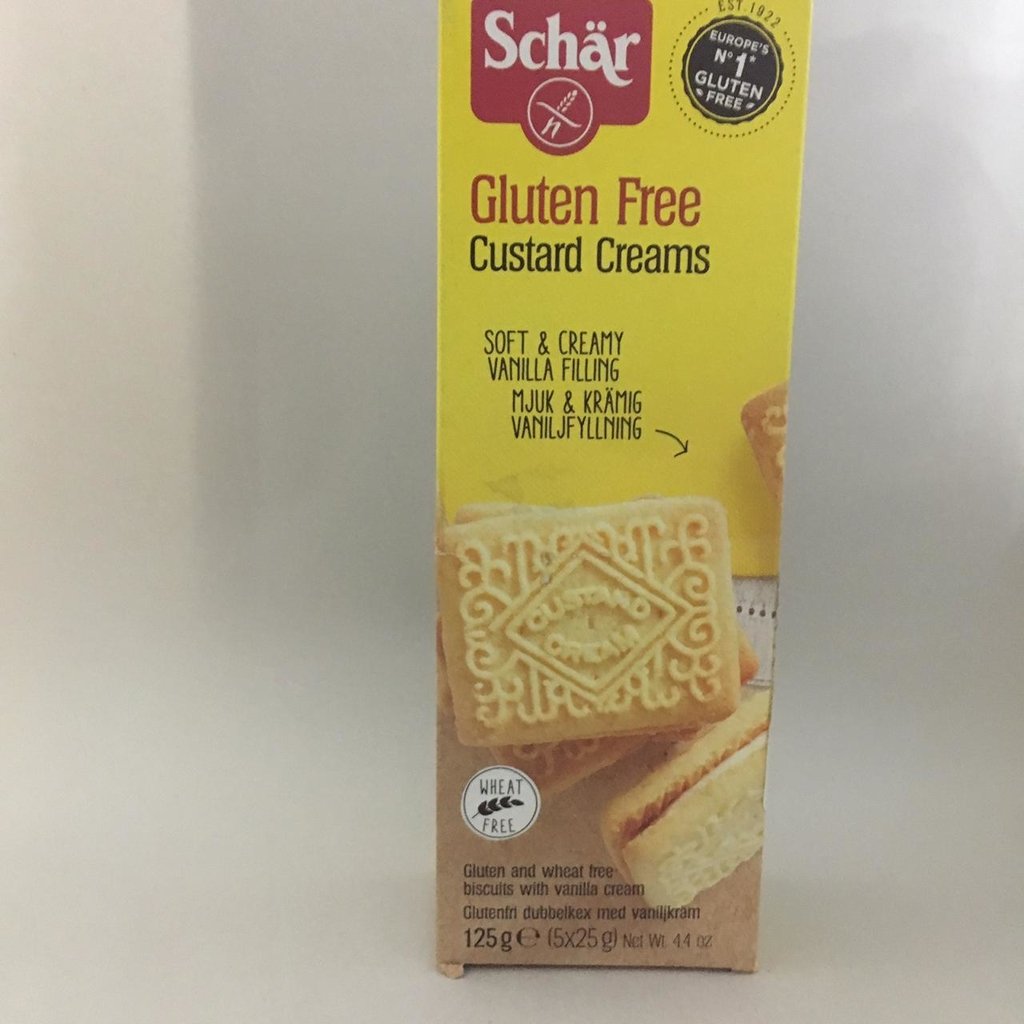 Schär
EST. 1922
EUROPE'S
N° 1*
GLUTEN
FREE
Gluten Free
Custard Creams
SOFT & CREAMY
VANILLA FILLING
MJUK & KRÄMIG
VANILJFYLLNING
CUSTARD
CREAM
WHEAT
FREE
Gluten and wheat free
biscuits with vanilla cream
Glutenfri dubbelkex med vaniljkräm
125g ℮ (5x25g) Net Wt. 4.4 oz